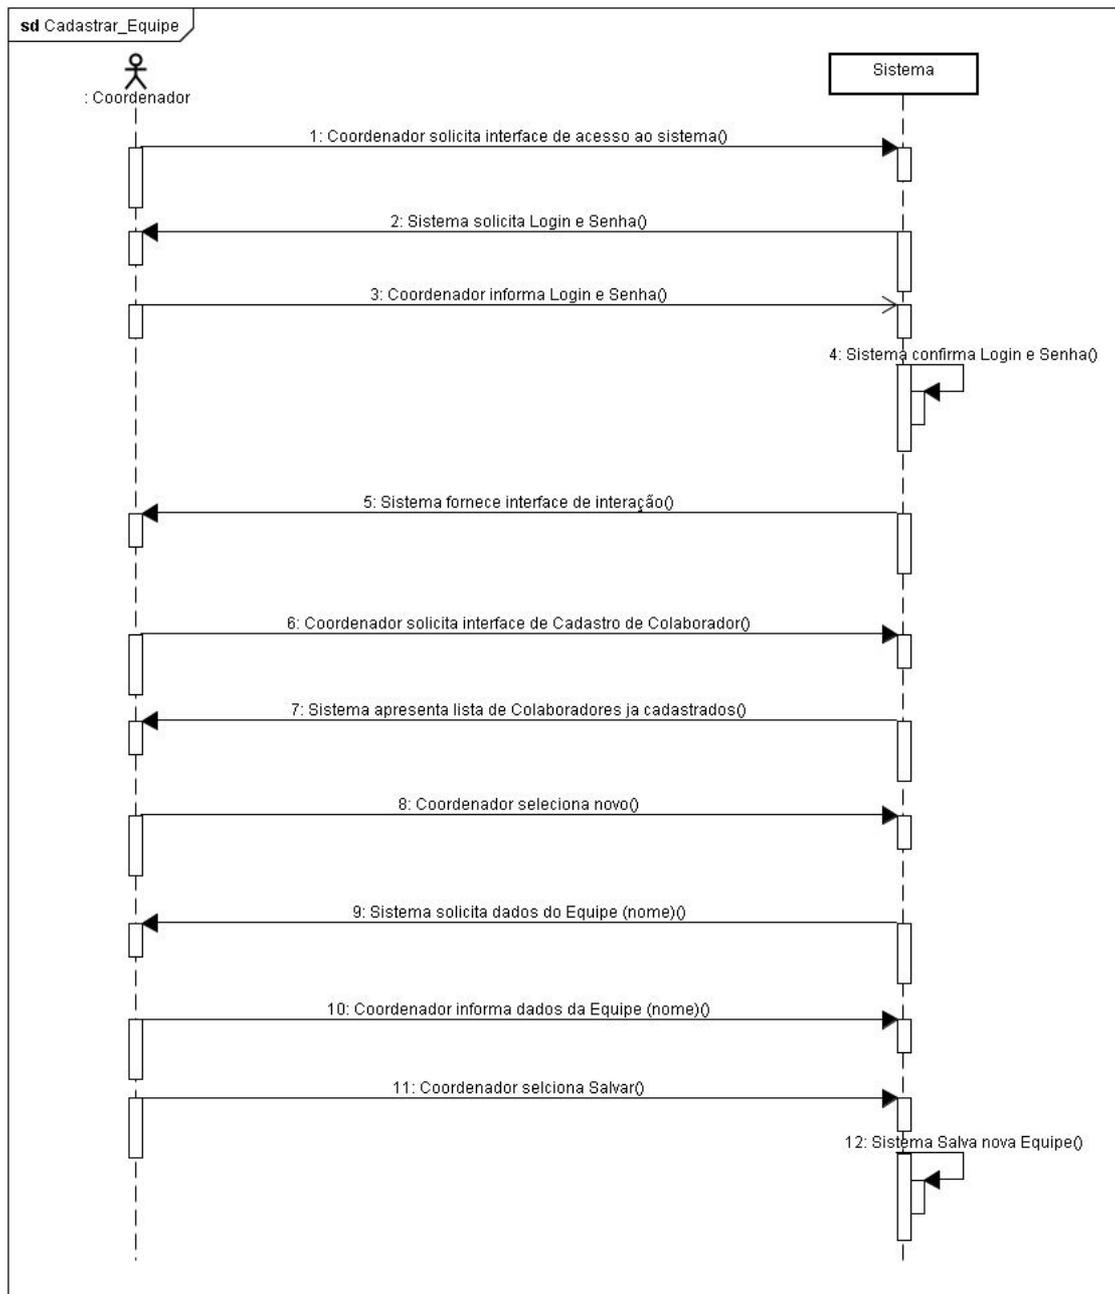 sd Cadastrar_Equipe
: Coordenador
Sistema
1: Coordenador solicita interface de acesso ao sistema()
2: Sistema solicita Login e Senha()
3: Coordenador informa Login e Senha()
4: Sistema confirma Login e Senha()
5: Sistema fornece interface de interação()
6: Coordenador solicita interface de Cadastro de Colaborador()
7: Sistema apresenta lista de Colaboradores ja cadastrados()
8: Coordenador seleciona novo()
9: Sistema solicita dados do Equipe (nome)()
10: Coordenador informa dados da Equipe (nome)()
11: Coordenador selciona Salvar()
12: Sistema Salva nova Equipe()